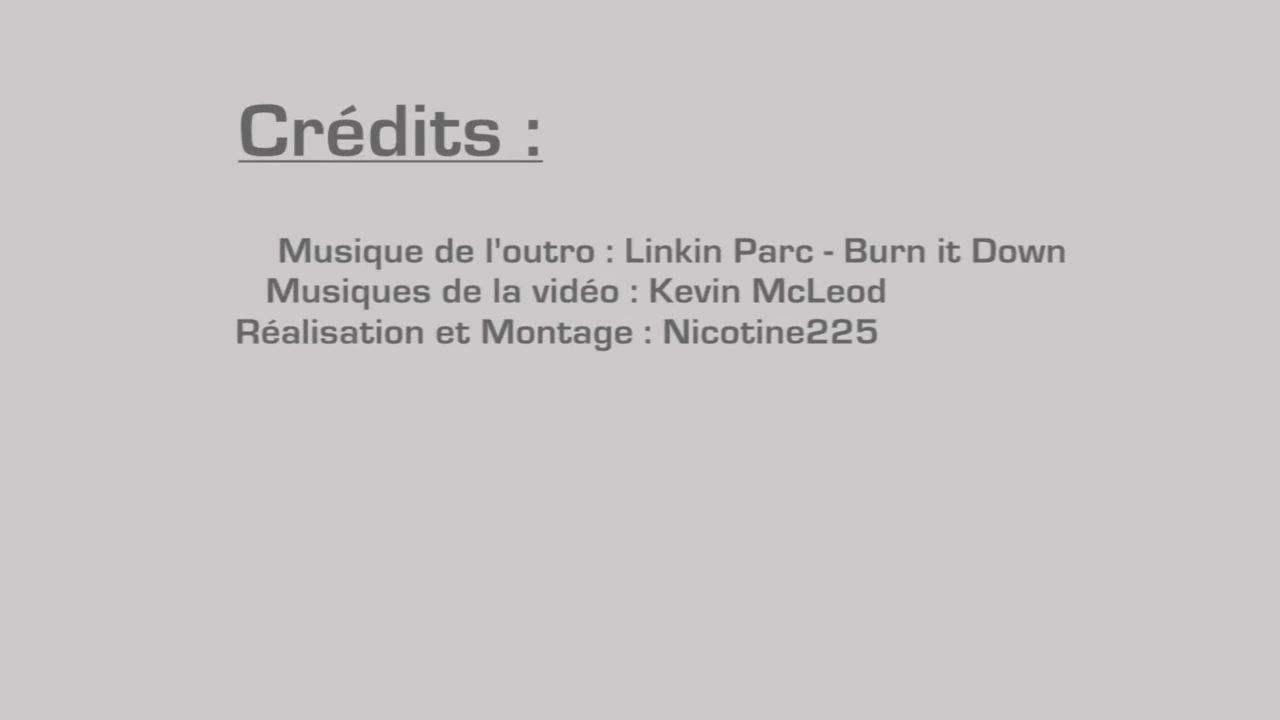 Crédits :
Musique de l'outro : Linkin Parc - Burn it Down
Musiques de la vidéo : Kevin McLeod
Réalisation et Montage : Nicotine225